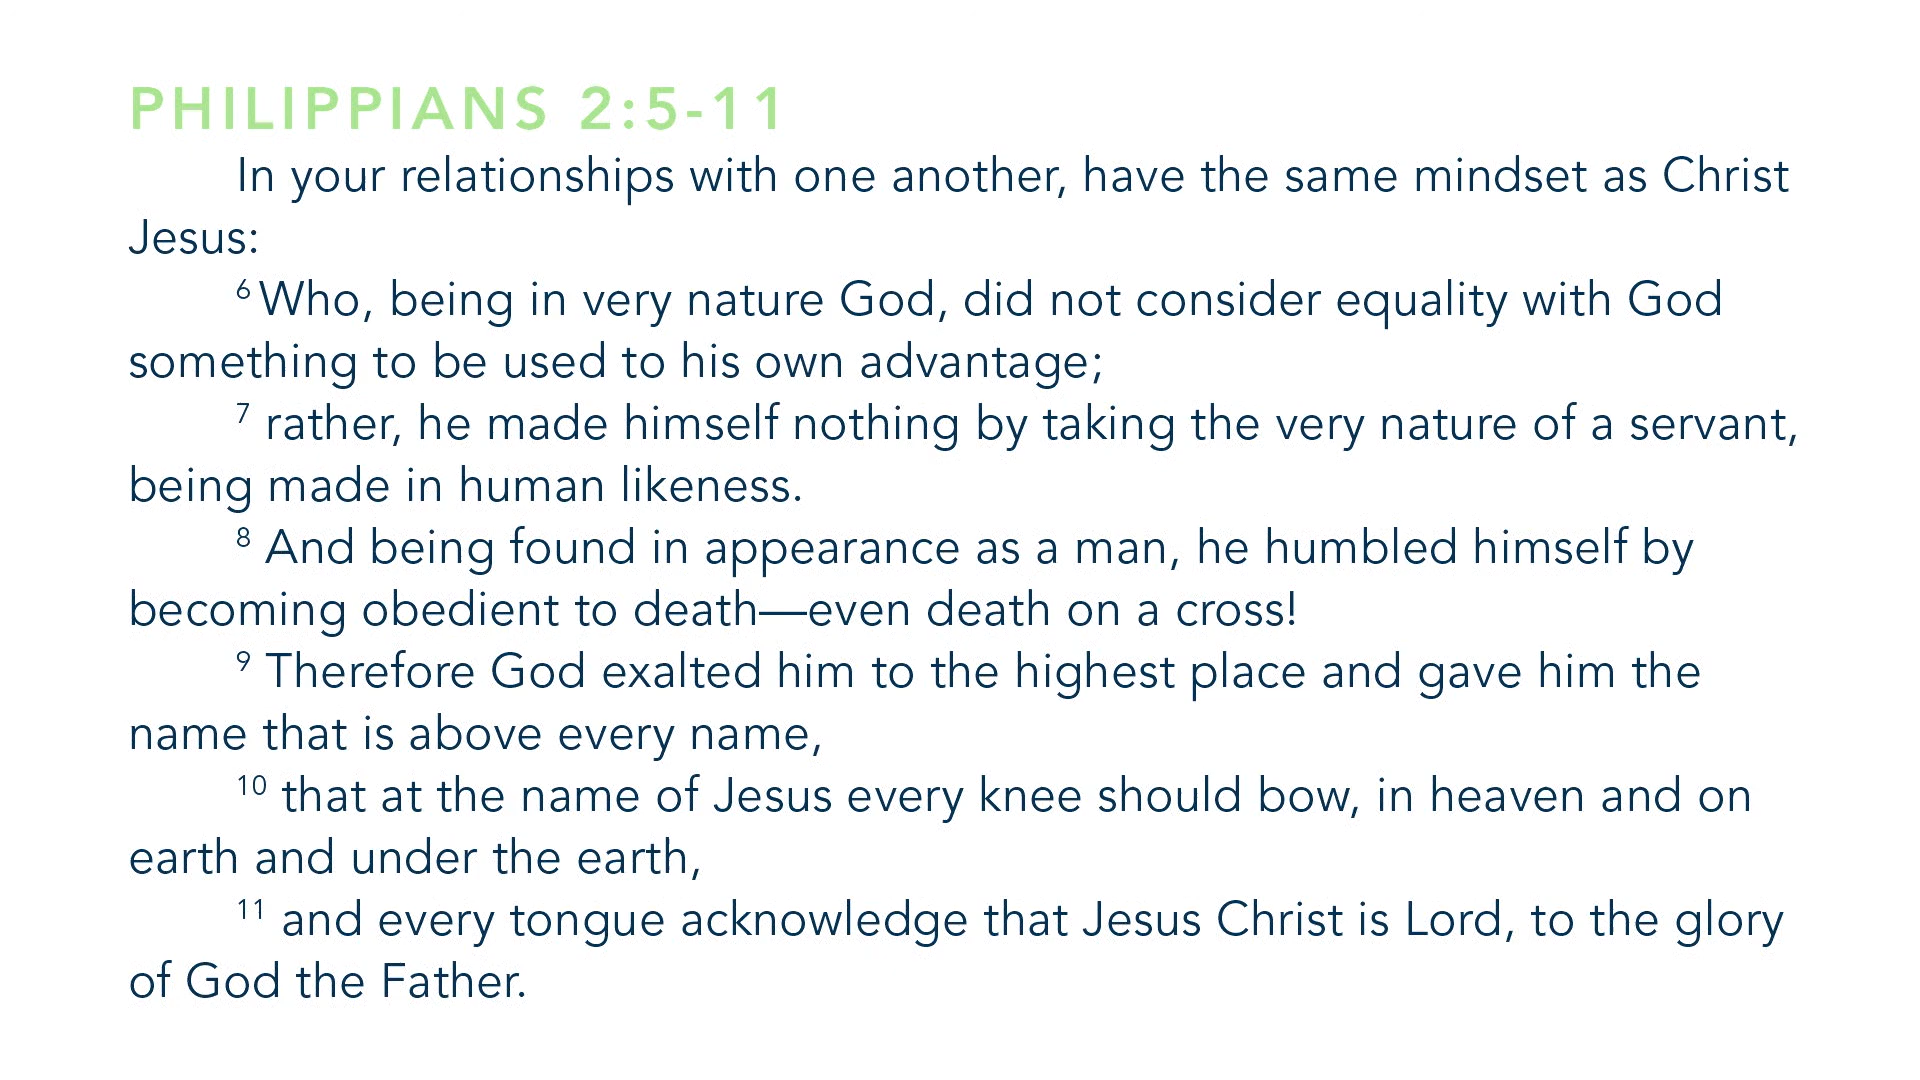 PHILIPPIANS 2:5-11
In your relationships with one another, have the same mindset as Christ
Jesus:
6 Who, being in very nature God, did not consider equality with God
something to be used to his own advantage;
7 rather, he made himself nothing by taking the very nature of a servant,
being made in human likeness.
8 And being found in appearance as a man, he humbled himself by
becoming obedient to death—even death on a cross!
9 Therefore God exalted him to the highest place and gave him the
name that is above every name,
10 that at the name of Jesus every knee should bow, in heaven and on
earth and under the earth,
11 and every tongue acknowledge that Jesus Christ is Lord, to the glory
of God the Father.